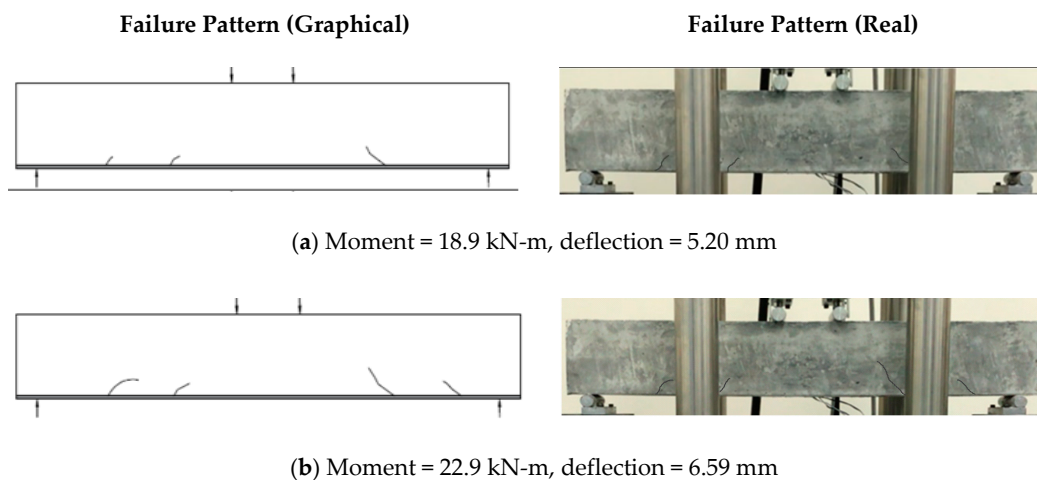 Failure Pattern (Graphical) Failure Pattern (Real)
(a) Moment = 18.9 kN-m, deflection = 5.20 mm
(b) Moment = 22.9 kN-m, deflection = 6.59 mm